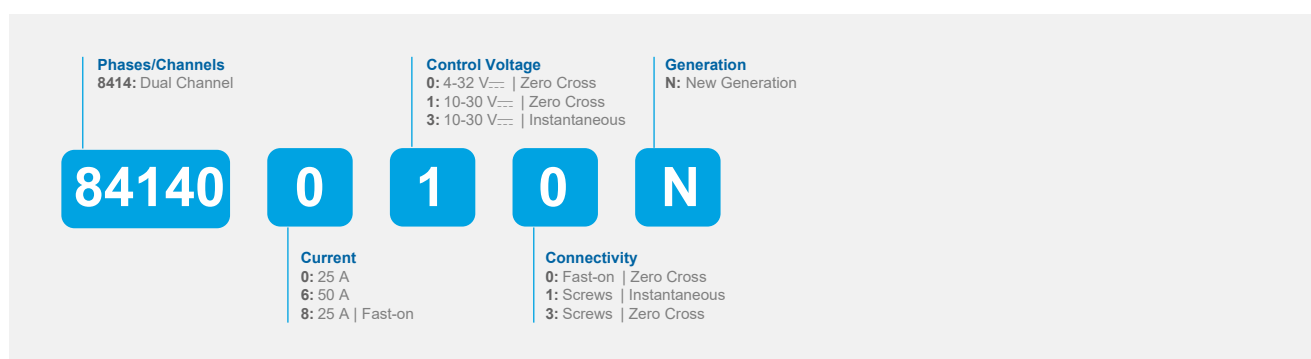 Phases/Channels
8414: Dual Channel
Control Voltage
0: 4-32 V⎓ | Zero Cross
1: 10-30 V⎓ | Zero Cross
3: 10-30 V⎓ | Instantaneous
Generation
N: New Generation
84140 0 1 0 N
Current
0: 25 A
6: 50 A
8: 25 A | Fast-on
Connectivity
0: Fast-on | Zero Cross
1: Screws | Instantaneous
3: Screws | Zero Cross